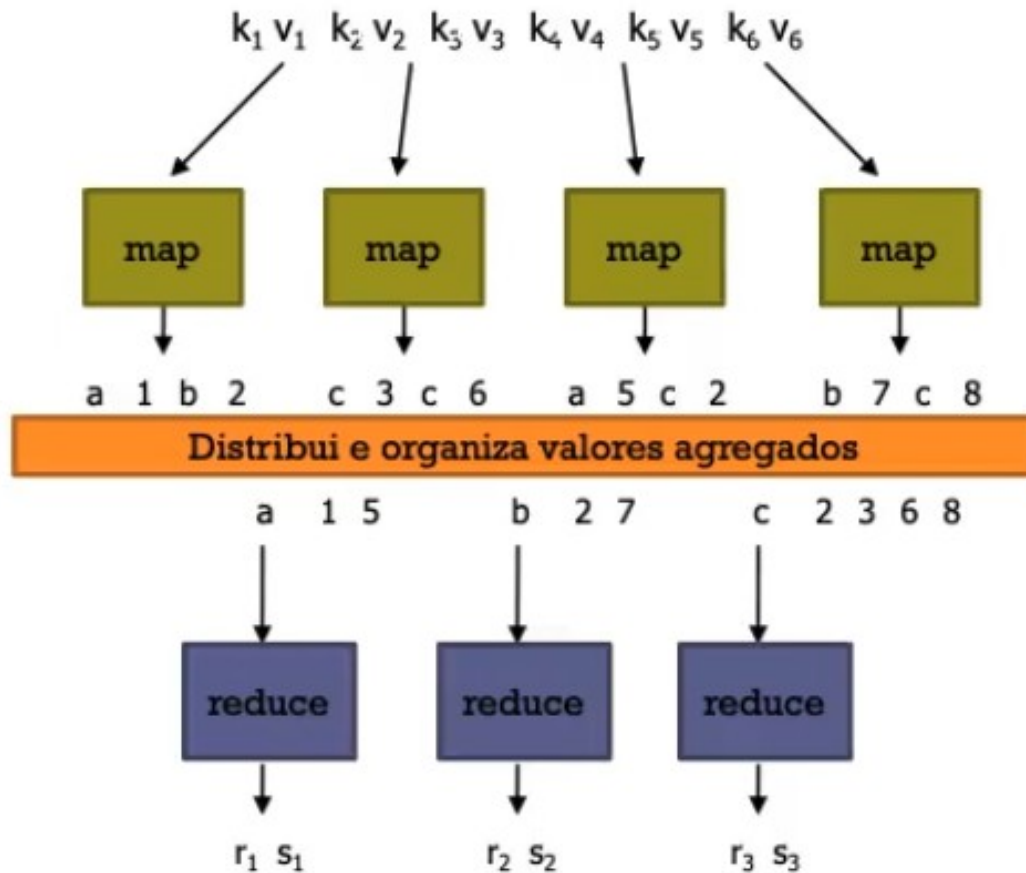 k₁ v₁ k₂ v₂ k₃ v₃ k₄ v₄ k₅ v₅ k₆ v₆
map map map map
a 1 b 2 c 3 c 6 a 5 c 2 b 7 c 8
Distribui e organiza valores agregados
a 1 5 b 2 7 c 2 3 6 8
reduce reduce reduce
r₁ s₁ r₂ s₂ r₃ s₃